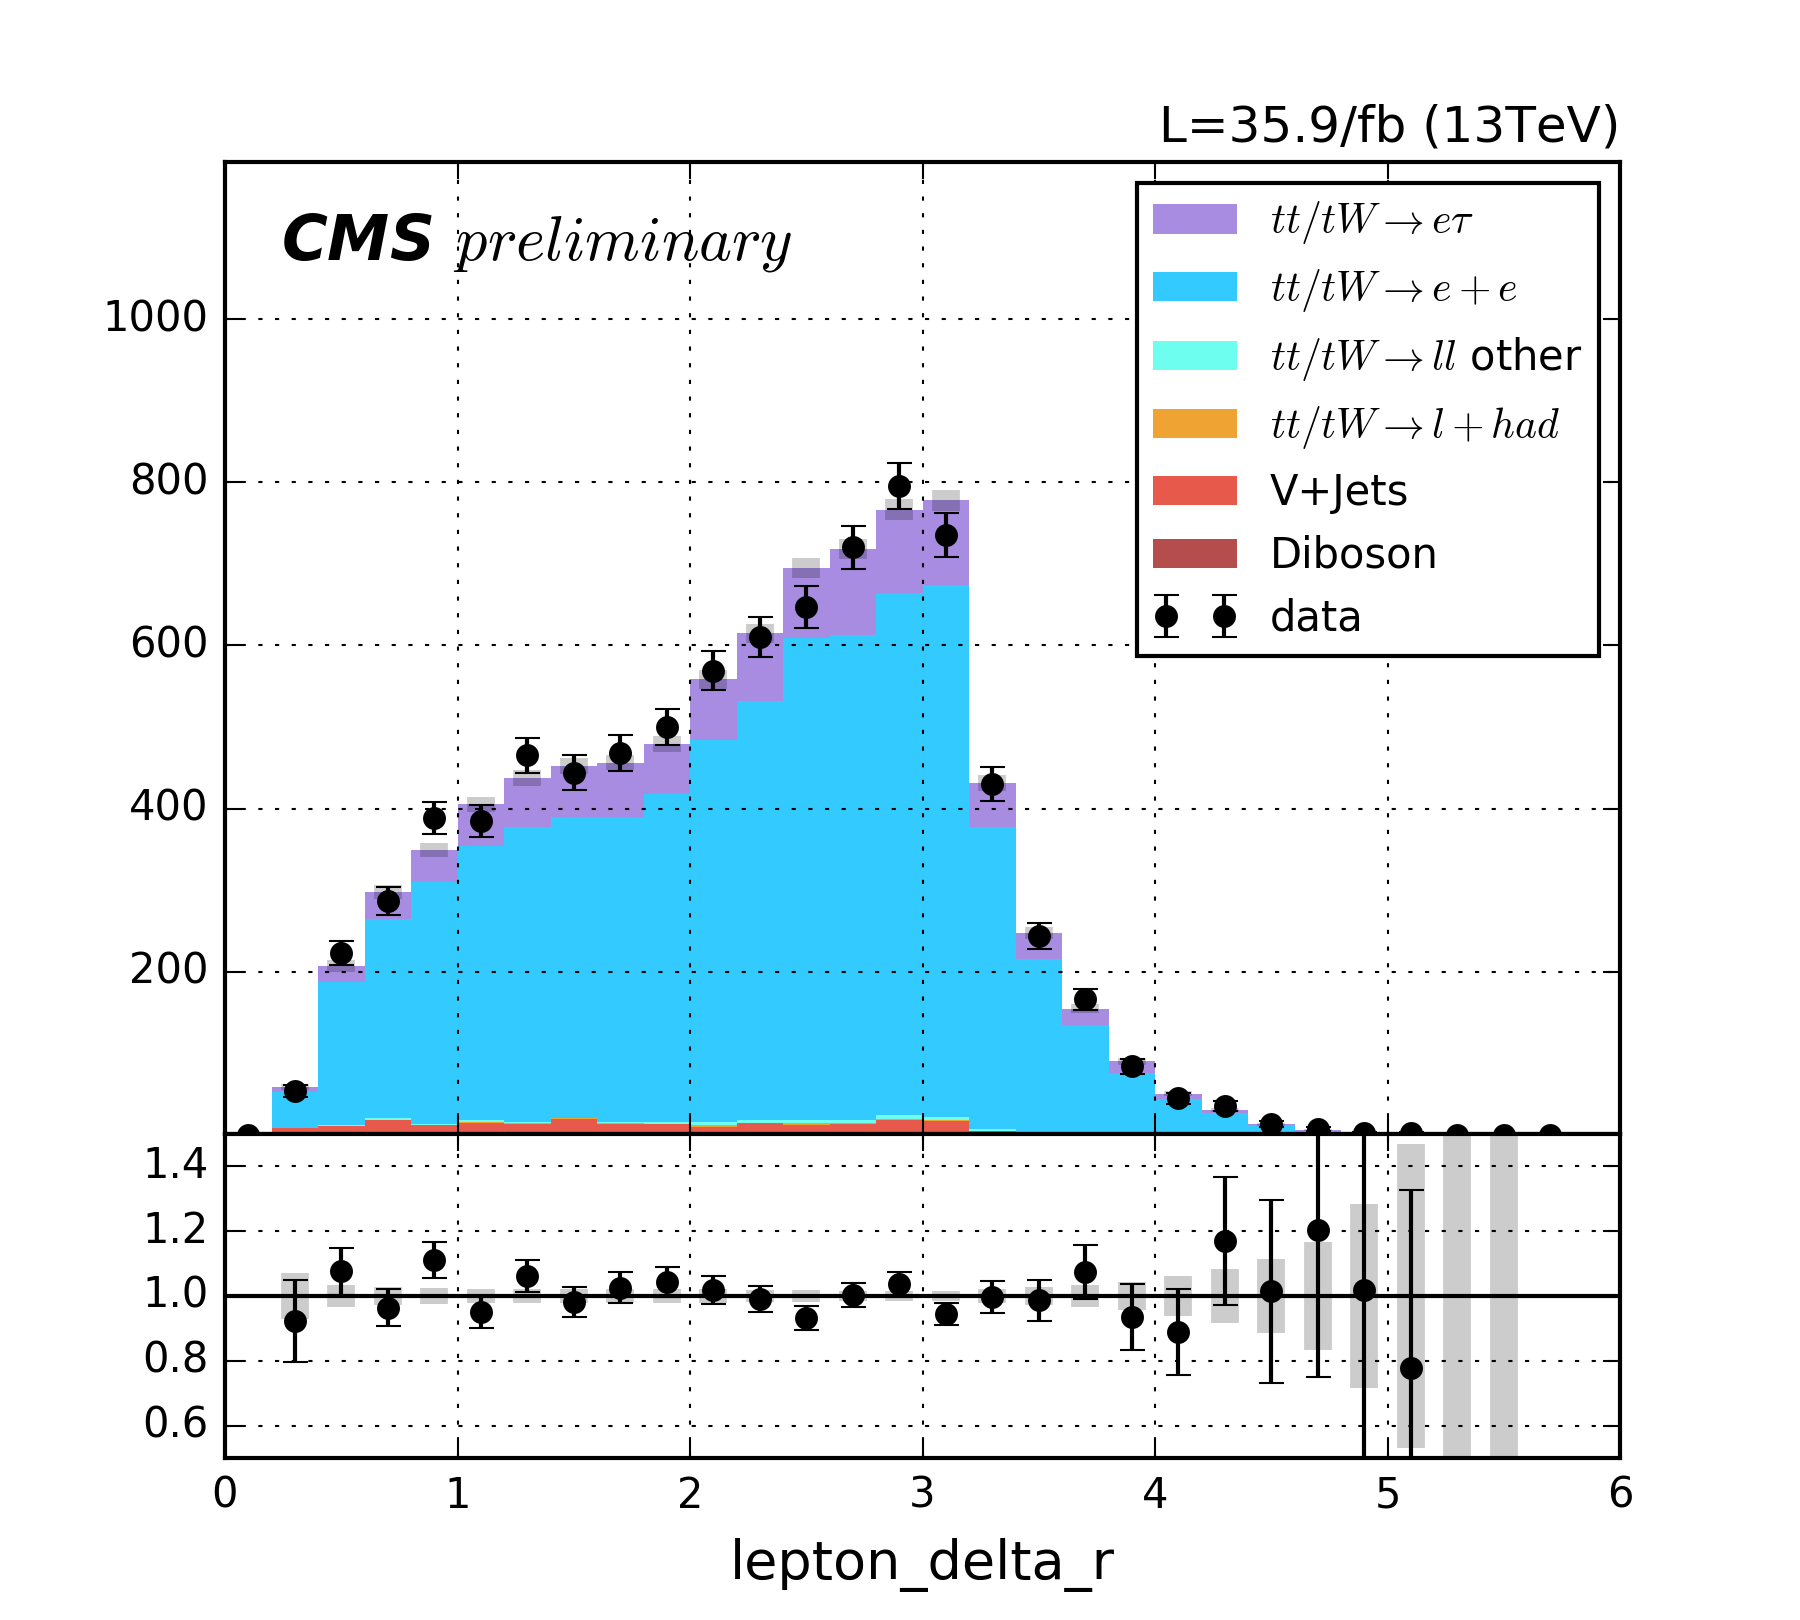 L=35.9/fb (13TeV)
CMS preliminary
tt/tW→eτ
tt/tW→e+e
tt/tW→ll other
tt/tW→l+had
V+Jets
Diboson
data
1000
800
600
400
200
1.4
1.2
1.0
0.8
0.6
0 1 2 3 4 5 6
lepton_delta_r